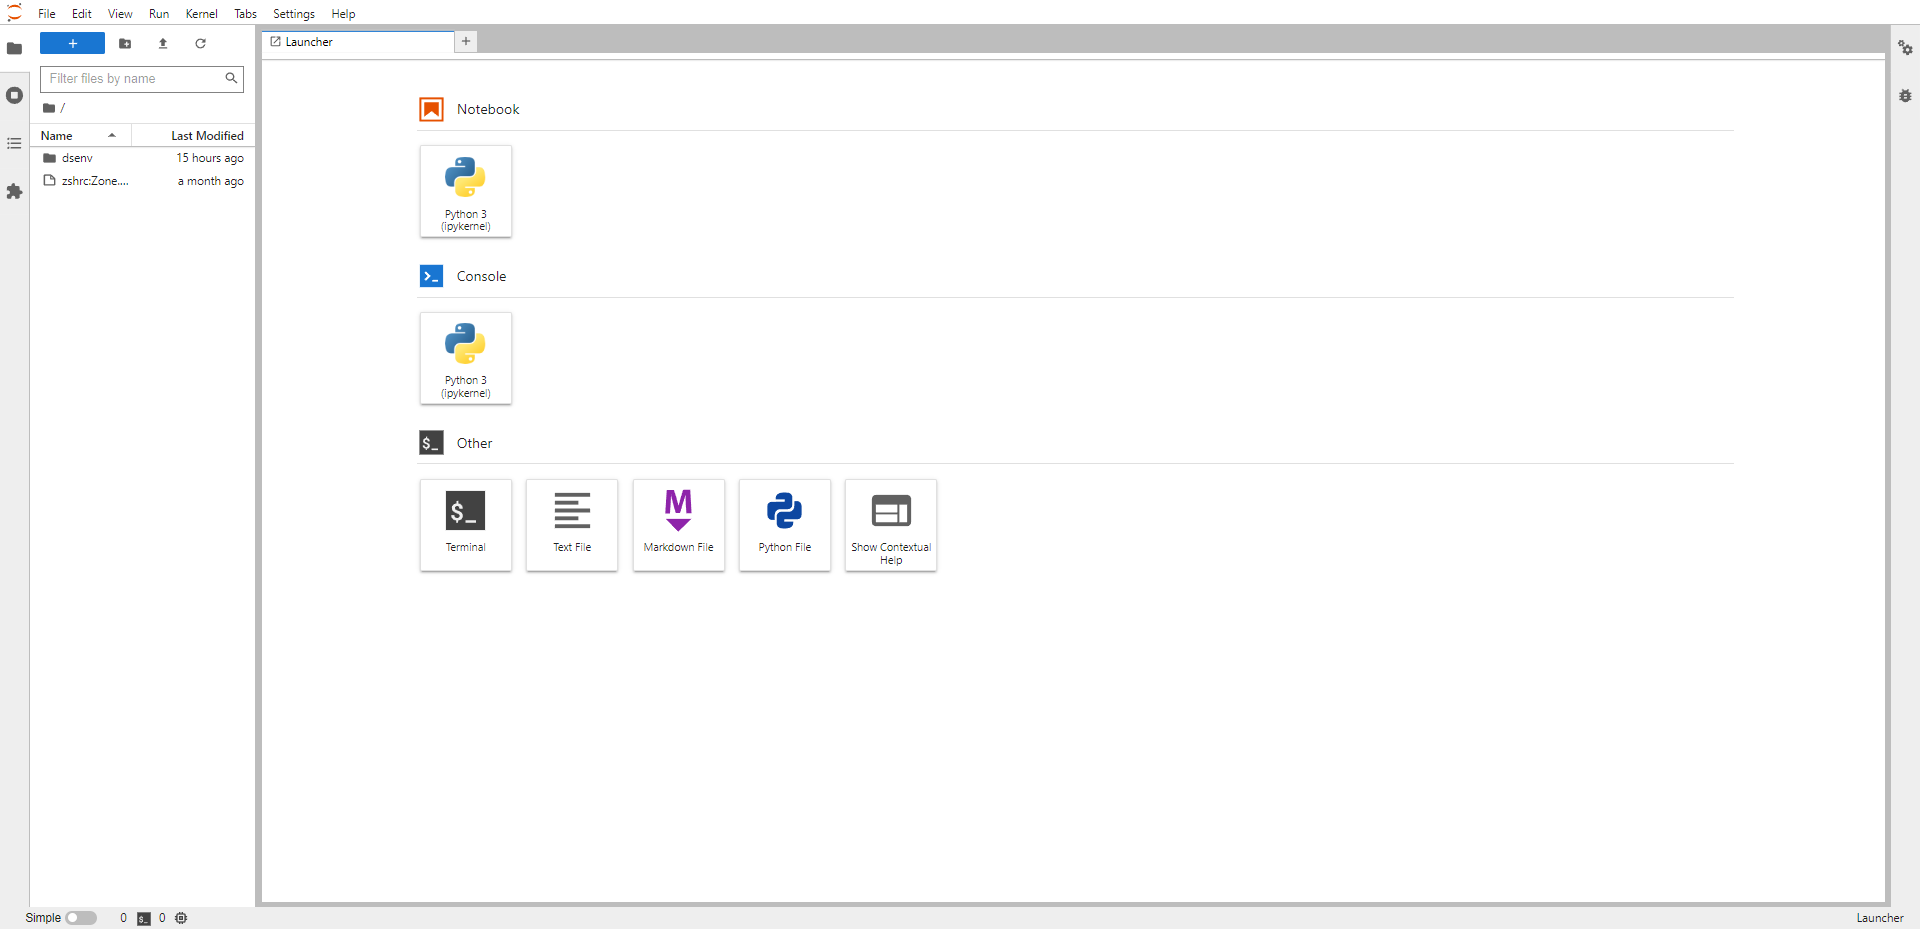 File Edit View Run Kernel Tabs Settings Help
Launcher
Filter files by name
/
Name Last Modified
dsenv 15 hours ago
zshrc:Zone.... a month ago
Notebook
Python 3
(ipykernel)
Console
Python 3
(ipykernel)
$_ Other
$_
M
Terminal Text File Markdown File Python File Show Contextual
Help
Simple 0 $_ 0 Launcher